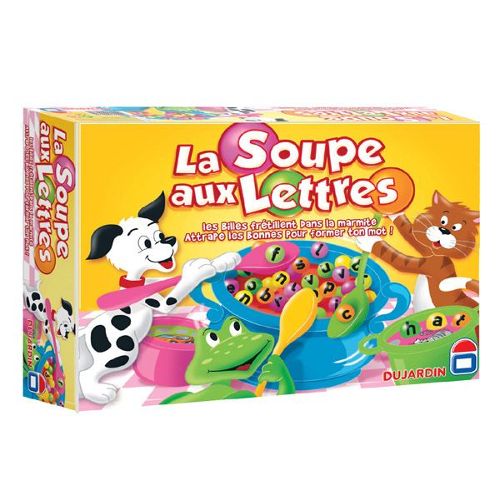 La Soupe
aux Lettres
les Billes frétillent dans la marmite
Attrape les Bonnes pour former ton mot !
DUJARDIN
La Soupe
aux Lettres
DUJARDIN